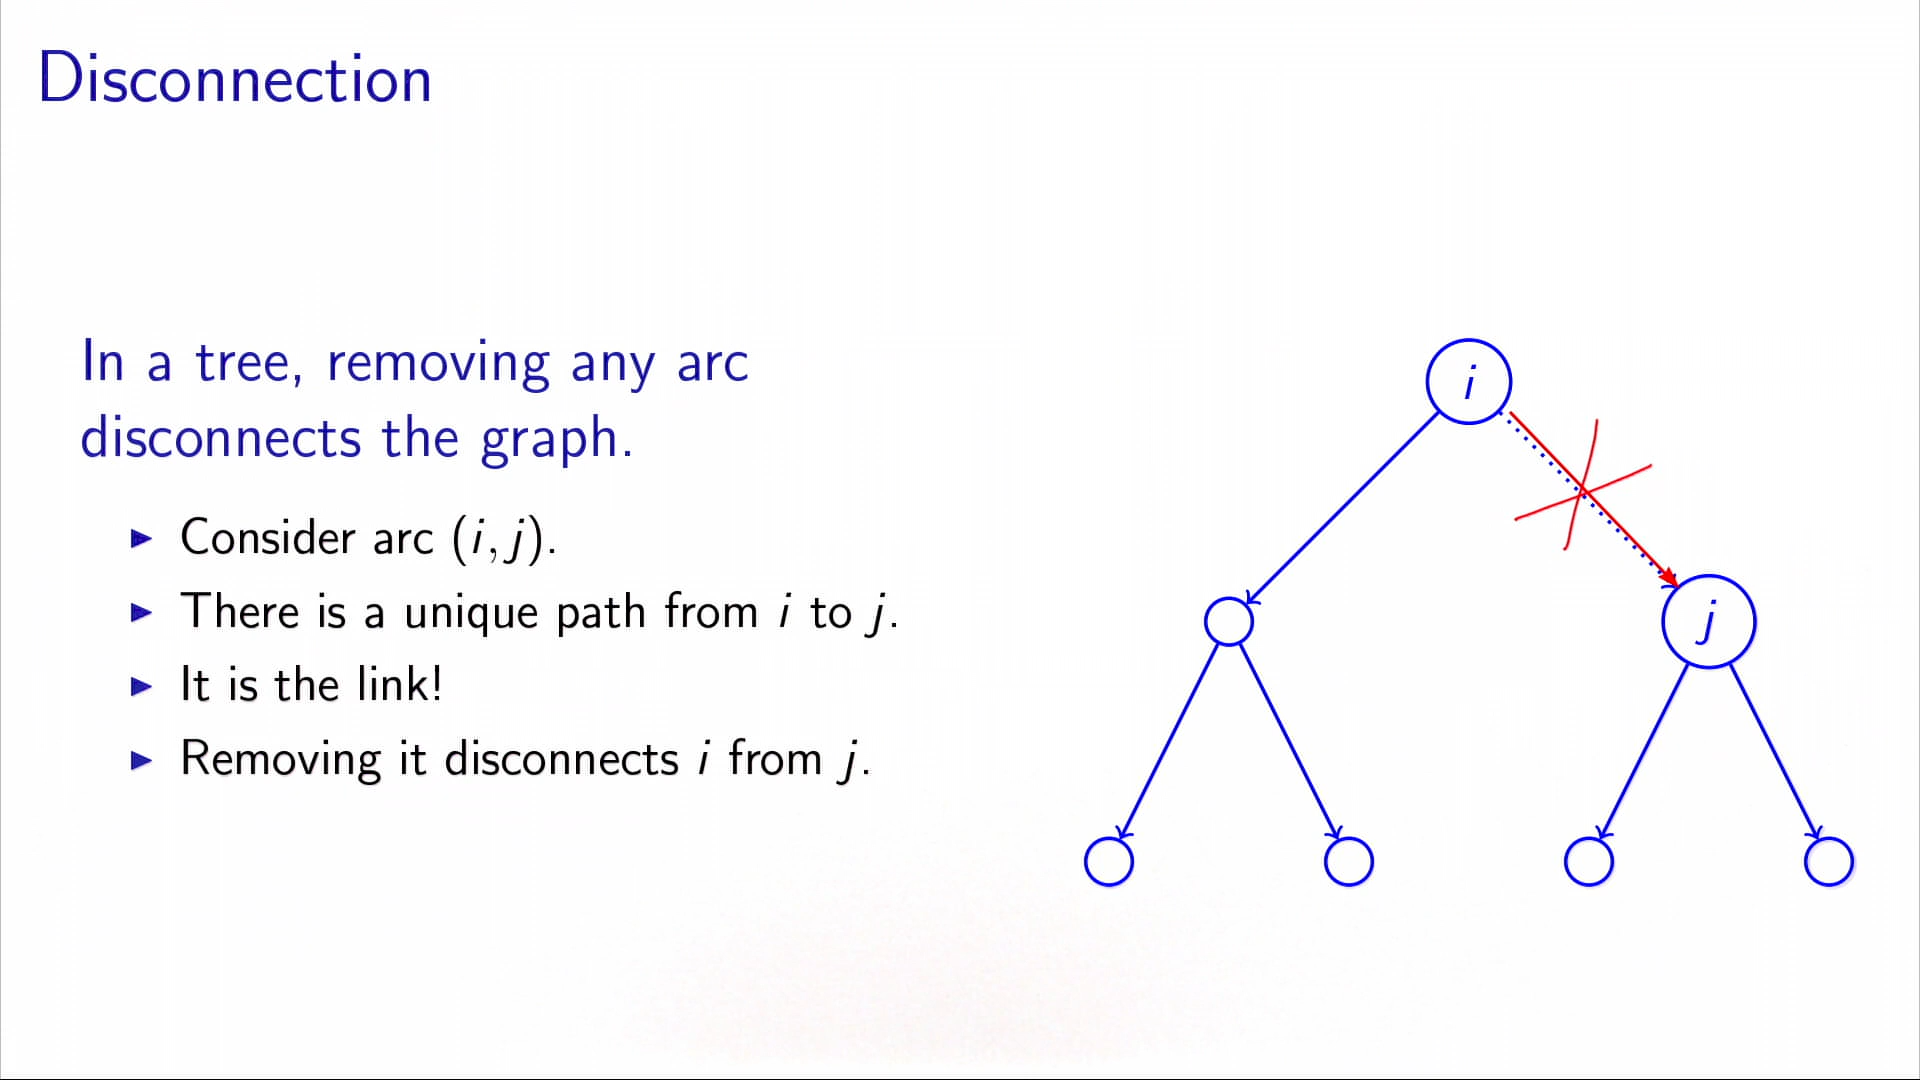 Disconnection
In a tree, removing any arc
disconnects the graph.
► Consider arc (i, j).
► There is a unique path from i to j.
► It is the link!
► Removing it disconnects i from j.
i
j